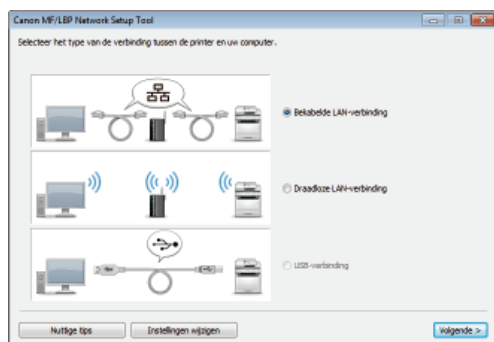 Canon MF/LBP Network Setup Tool
Selecteer het type van de verbinding tussen de printer en uw computer.
Bekabelde LAN-verbinding
Draadloze LAN-verbinding
USB-verbinding
Nuttige tips
Instellingen wijzigen
Volgende >